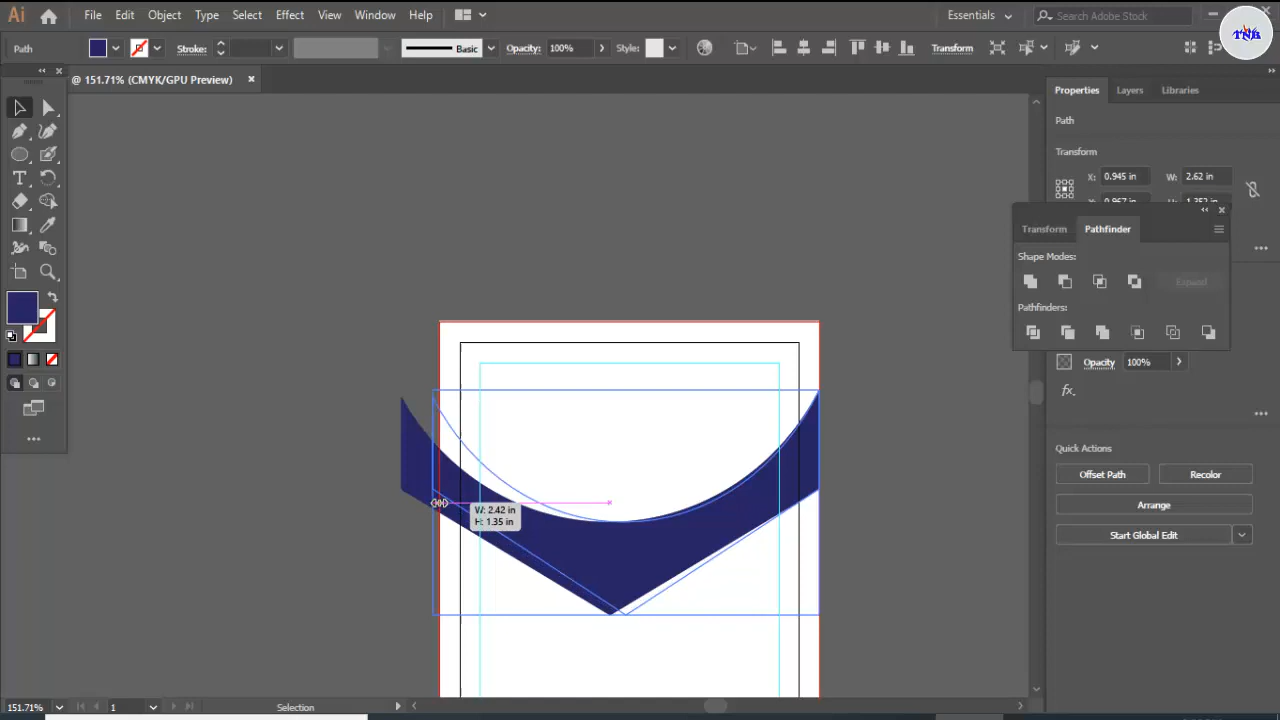 Ai File Edit Object Type Select Effect View Window Help Essentials Search Adobe Stock
TNR
Path Stroke: Basic Opacity: 100% Style: Transform
@ 151.71% (CMYK/GPU Preview)
Properties Layers Libraries
Path
Transform
X: 0.945 in W: 2.62 in
Transform Pathfinder
Shape Modes:
Expand
Pathfinders:
Opacity 100%
fx.
Quick Actions
Offset Path Recolor
Arrange
Start Global Edit
W: 2.42 in
H: 1.35 in
151.71% 1 Selection